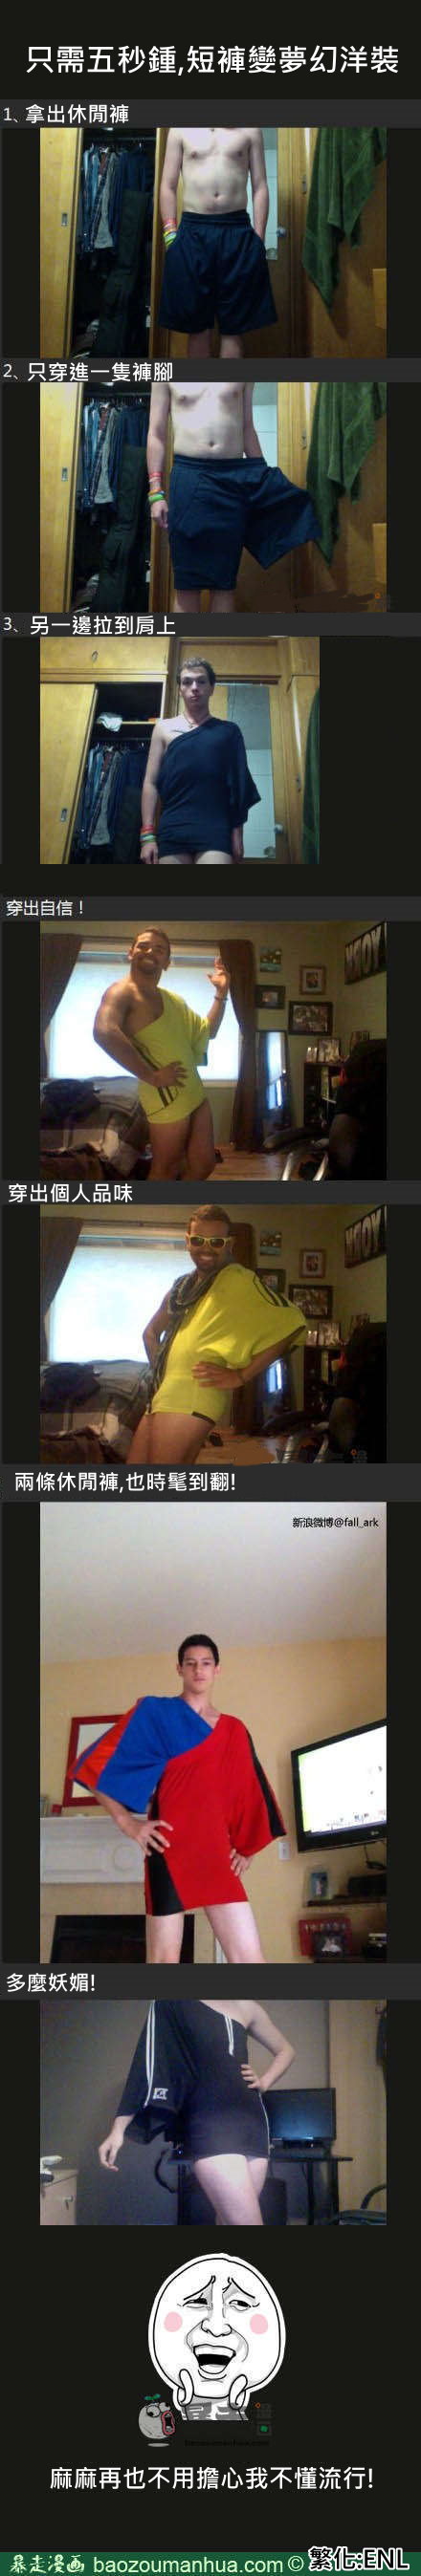 只需五秒鍾,短褲變夢幻洋裝
1、拿出休閒褲
2、只穿進一隻褲腳
3、另一邊拉到肩上
穿出自信！
穿出個人品味
兩條休閒褲,也時髦到翻!
新浪微博@fall_ark
多麼妖媚!
麻麻再也不用擔心我不懂流行!
暴走漫画 baozoumanhua.com © 繁化:ENL